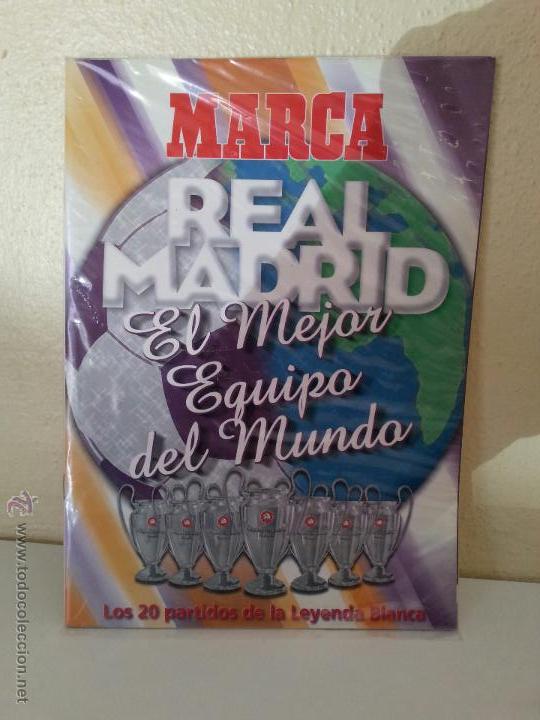 MARCA
REAL
MADRID
El Mejor
Equipo
del Mundo
Los 20 partidos de la Leyenda Blanca
www.todocoleccion.net